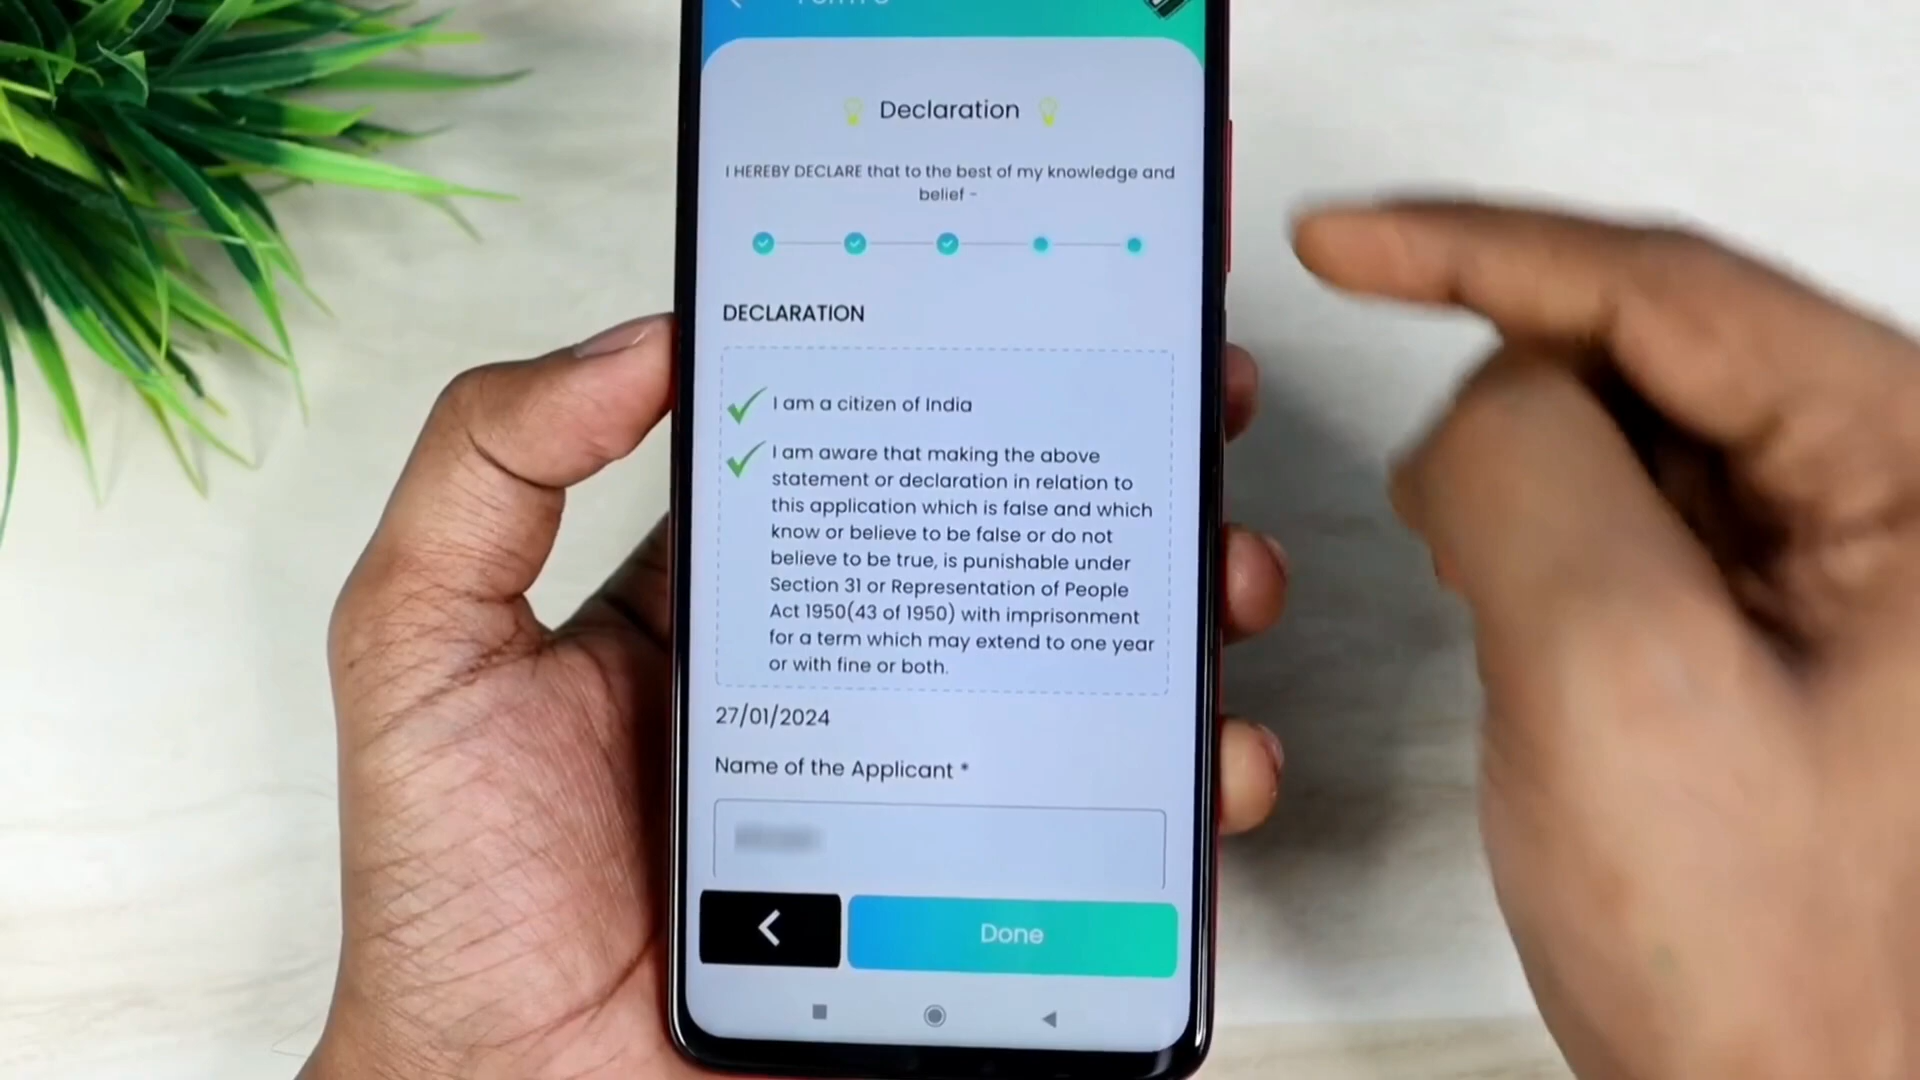 Declaration
I HEREBY DECLARE that to the best of my knowledge and
belief -
DECLARATION
I am a citizen of India
I am aware that making the above
statement or declaration in relation to
this application which is false and which
know or believe to be false or do not
believe to be true, is punishable under
Section 31 or Representation of People
Act 1950(43 of 1950) with imprisonment
for a term which may extend to one year
or with fine or both.
27/01/2024
Name of the Applicant *
Done